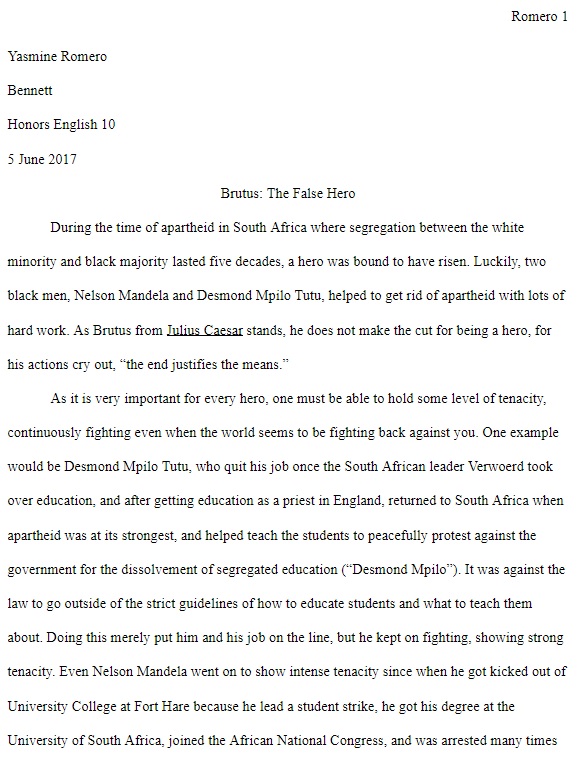 Romero 1
Yasmine Romero
Bennett
Honors English 10
5 June 2017
Brutus: The False Hero
During the time of apartheid in South Africa where segregation between the white
minority and black majority lasted five decades, a hero was bound to have risen. Luckily, two
black men, Nelson Mandela and Desmond Mpilo Tutu, helped to get rid of apartheid with lots of
hard work. As Brutus from Julius Caesar stands, he does not make the cut for being a hero, for
his actions cry out, “the end justifies the means.”
As it is very important for every hero, one must be able to hold some level of tenacity,
continuously fighting even when the world seems to be fighting back against you. One example
would be Desmond Mpilo Tutu, who quit his job once the South African leader Verwoerd took
over education, and after getting education as a priest in England, returned to South Africa when
apartheid was at its strongest, and helped teach the students to peacefully protest against the
government for the dissolvement of segregated education (“Desmond Mpilo”). It was against the
law to go outside of the strict guidelines of how to educate students and what to teach them
about. Doing this merely put him and his job on the line, but he kept on fighting, showing strong
tenacity. Even Nelson Mandela went on to show intense tenacity since when he got kicked out of
University College at Fort Hare because he lead a student strike, he got his degree at the
University of South Africa, joined the African National Congress, and was arrested many times